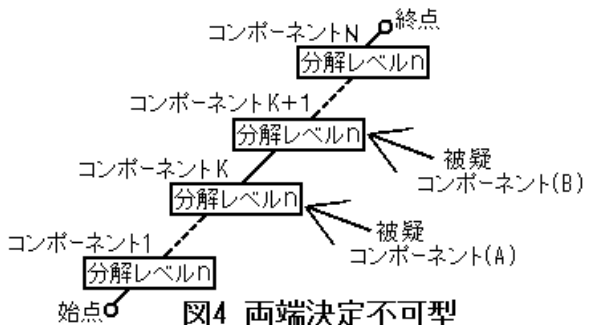 コンポーネントN
終点
分解レベルn
コンポーネントK+1
分解レベルn
被疑
コンポーネント(B)
コンポーネントK
分解レベルn
被疑
コンポーネント(A)
コンポーネント1
分解レベルn
始点
図4 両端決定不可型